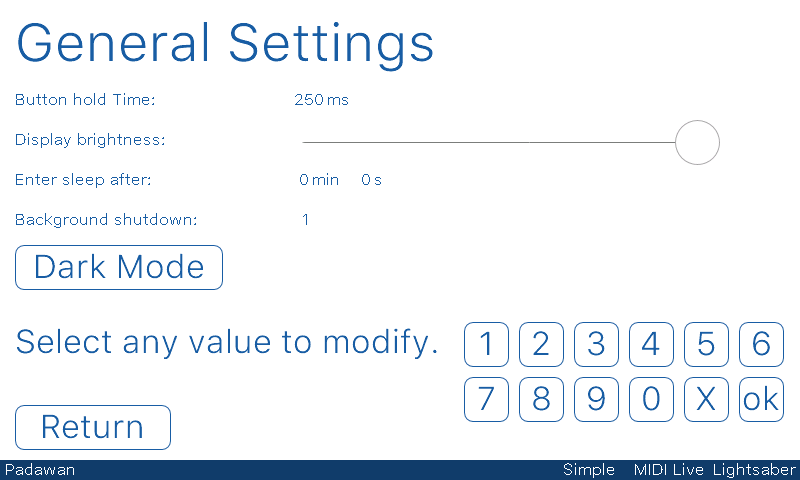 General Settings
Button hold Time: 250 ms
Display brightness:
Enter sleep after: 0 min 0 s
Background shutdown: 1
Dark Mode
Select any value to modify. 1 2 3 4 5 6
7 8 9 0 X ok
Return
Padawan Simple MIDI Live Lightsaber